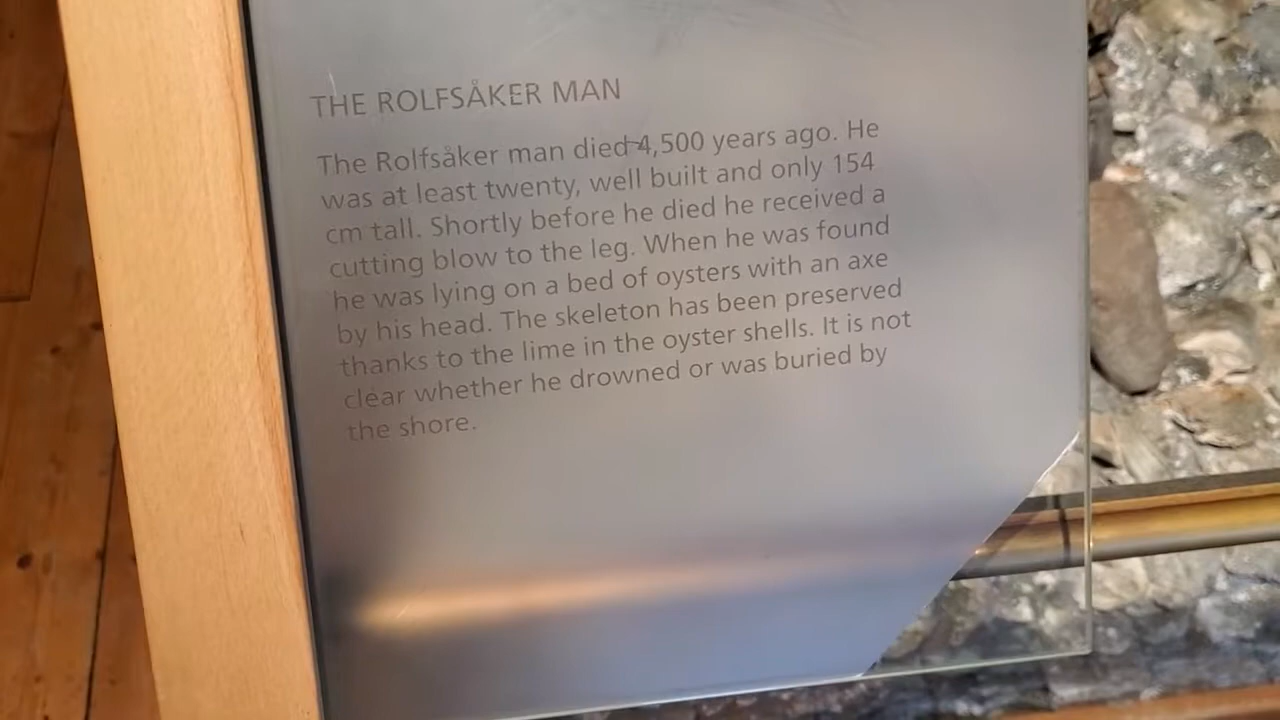 THE ROLFSÅKER MAN
The Rolfsåker man died 4,500 years ago. He
was at least twenty, well built and only 154
cm tall. Shortly before he died he received a
cutting blow to the leg. When he was found
he was lying on a bed of oysters with an axe
by his head. The skeleton has been preserved
thanks to the lime in the oyster shells. It is not
clear whether he drowned or was buried by
the shore.